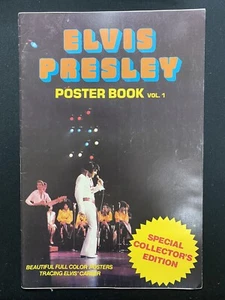 ELVIS
PRESLEY
POSTER BOOK VOL. 1
SPECIAL
COLLECTOR'S
EDITION
BEAUTIFUL FULL COLOR POSTERS
TRACING ELVIS' CAREER